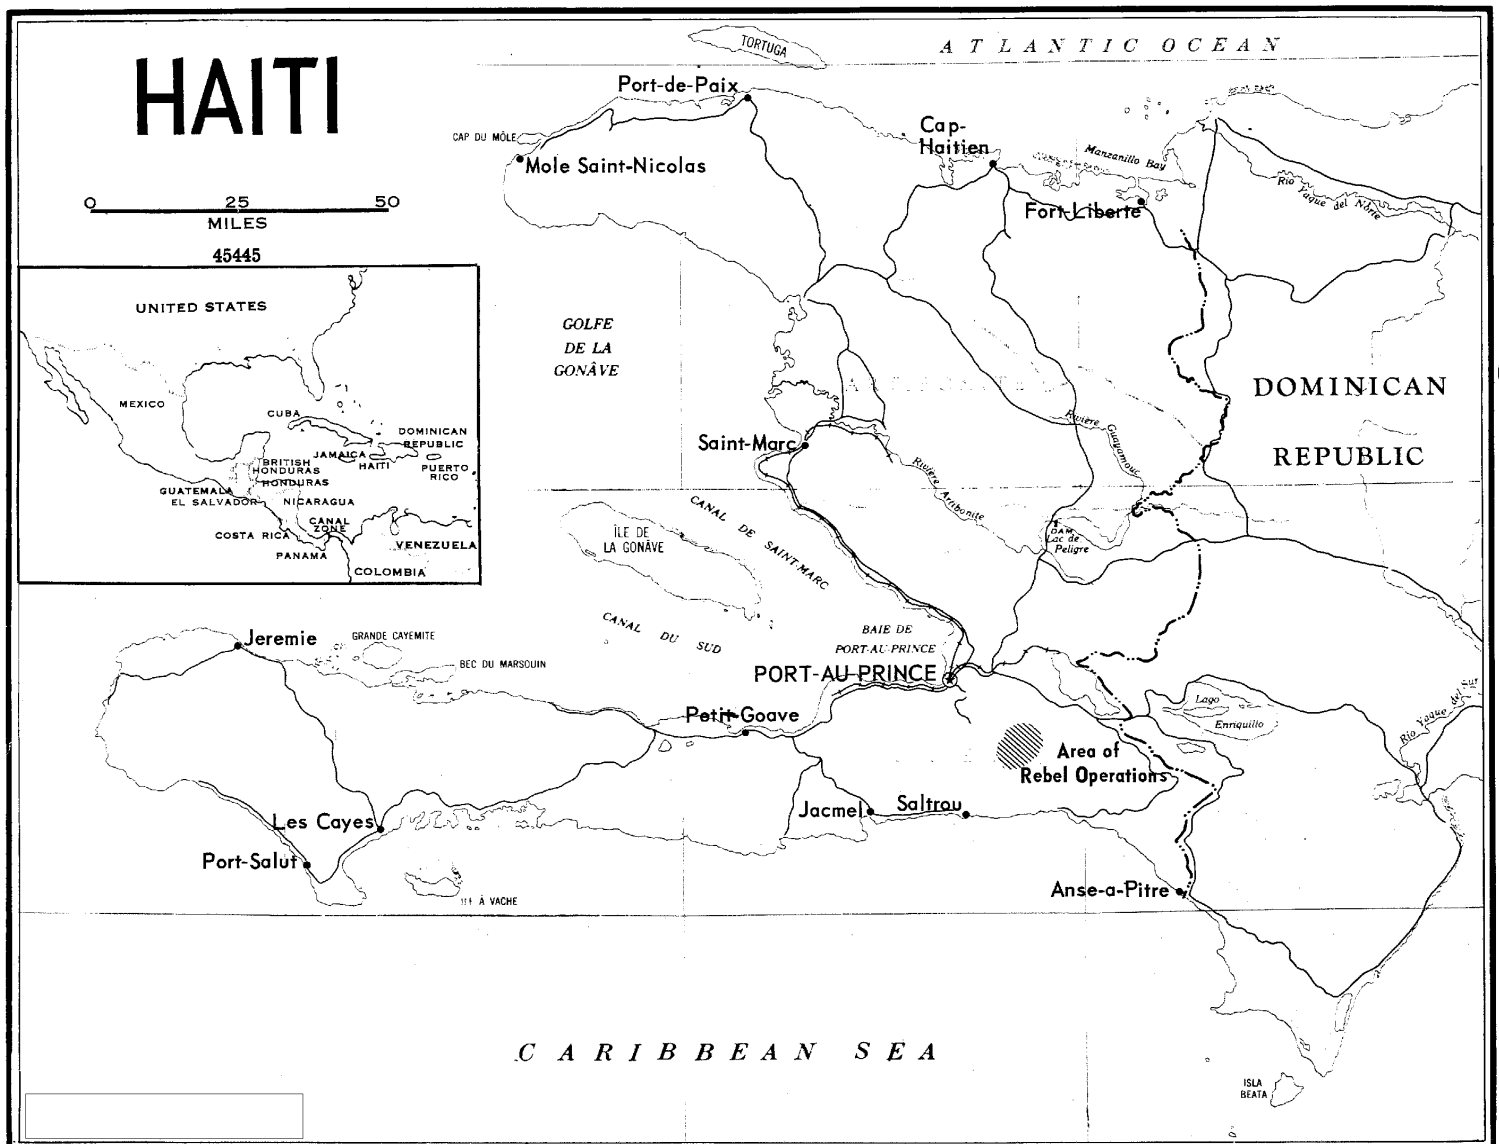 HAITI
0 25 50
MILES
45445
ATLANTIC OCEAN
TORTUGA
Port-de-Paix
CAP DU MÔLE
Mole Saint-Nicolas
Cap-
Haitien
Manzanillo Bay
Fort-Liberte
Rio Yaque del Norte
UNITED STATES
MEXICO
CUBA
DOMINICAN
REPUBLIC
JAMAICA
HAITI
PUERTO
RICO
BRITISH
HONDURAS
HONDURAS
GUATEMALA
EL SALVADOR
NICARAGUA
CANAL
ZONE
COSTA RICA
PANAMA
VENEZUELA
COLOMBIA
GOLFE
DE LA
GONÂVE
ARTIBONITE
DOMINICAN
REPUBLIC
Saint-Marc
Rivière Guayamouc
Rivière Artibonite
CANAL DE SAINT-MARC
ÎLE DE
LA GONÂVE
DAM
Lac de
Peligre
CANAL DU SUD
BAIE DE
PORT-AU-PRINCE
PORT-AU-PRINCE
Jeremie
GRANDE CAYEMITE
BEC DU MARSOUIN
Petit-Goave
Lago
Enriquillo
Rio Yaque del Sur
Area of
Rebel Operations
Jacmel
Saltrou
Les Cayes
Port-Salut
Anse-a-Pitre
À VACHE
CARIBBEAN SEA
ISLA
BEATA